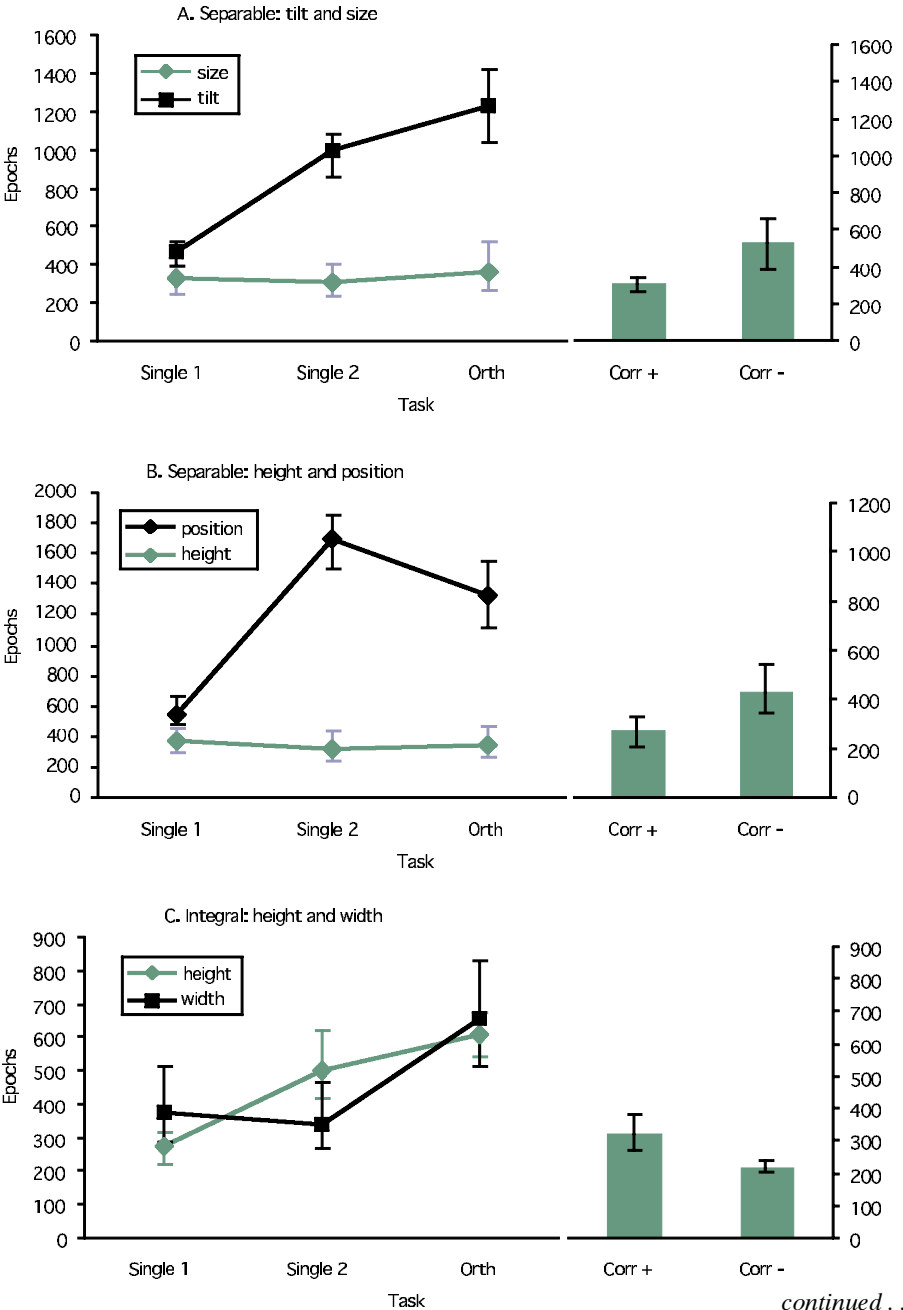 A. Separable: tilt and size
1600
1400
1200
1000
800
600
400
200
0
Epochs
size
tilt
1600
1400
1200
1000
800
600
400
200
0
Single 1 Single 2 Orth Corr + Corr -
Task
B. Separable: height and position
2000
1800
1600
1400
1200
1000
800
600
400
200
0
Epochs
position
height
1200
1000
800
600
400
200
0
Single 1 Single 2 Orth Corr + Corr -
Task
C. Integral: height and width
900
800
700
600
500
400
300
200
100
0
Epochs
height
width
900
800
700
600
500
400
300
200
100
0
Single 1 Single 2 Orth Corr + Corr -
Task
continued . .